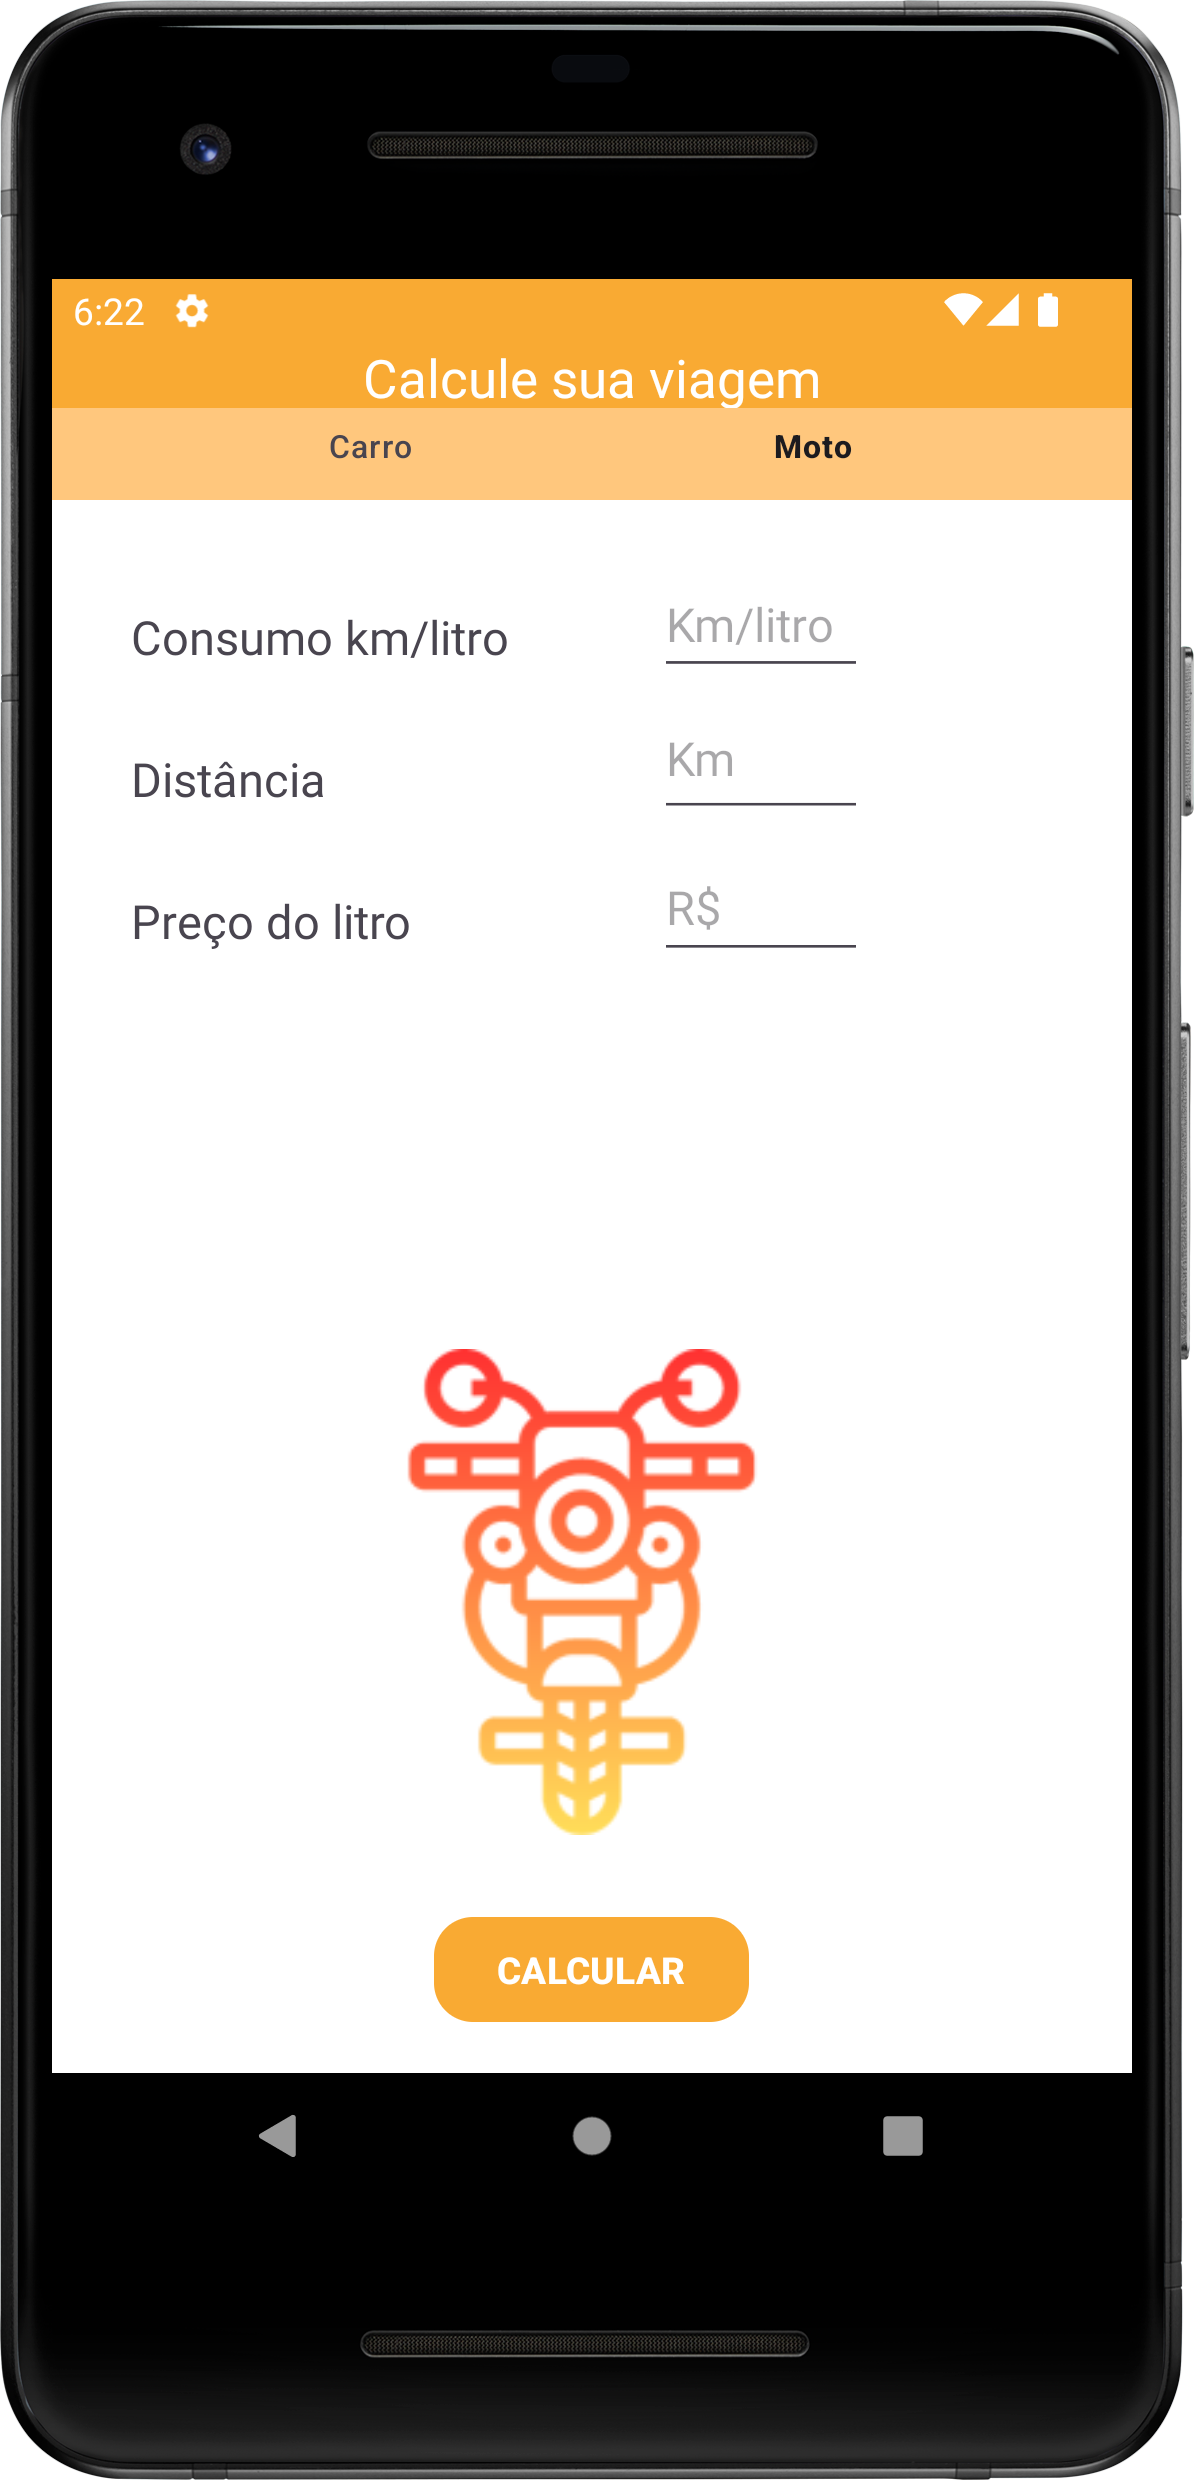 6:22
Calcule sua viagem
Carro Moto
Consumo km/litro Km/litro
Distância Km
Preço do litro R$
CALCULAR